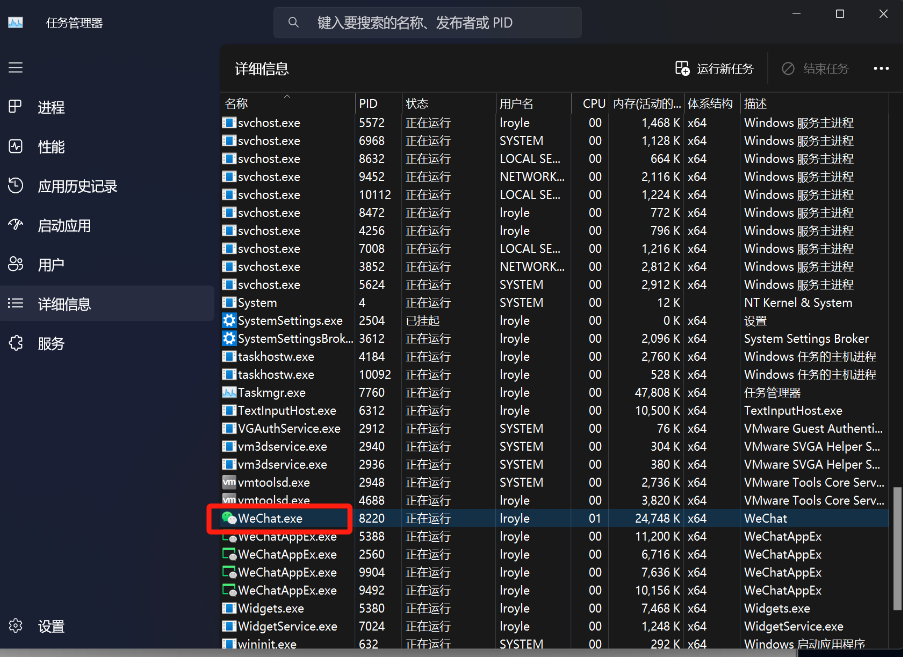 任务管理器
键入要搜索的名称、发布者或 PID
详细信息
运行新任务
结束任务
进程
性能
应用历史记录
启动应用
用户
详细信息
服务
设置
名称 PID 状态 用户名 CPU 内存(活动的... 体系结构 描述
svchost.exe 5572 正在运行 lroyle 00 1,468 K x64 Windows 服务主进程
svchost.exe 6968 正在运行 SYSTEM 00 1,128 K x64 Windows 服务主进程
svchost.exe 8632 正在运行 LOCAL SE... 00 664 K x64 Windows 服务主进程
svchost.exe 9452 正在运行 NETWORK... 00 2,116 K x64 Windows 服务主进程
svchost.exe 10112 正在运行 LOCAL SE... 00 1,224 K x64 Windows 服务主进程
svchost.exe 8472 正在运行 lroyle 00 772 K x64 Windows 服务主进程
svchost.exe 4256 正在运行 lroyle 00 796 K x64 Windows 服务主进程
svchost.exe 7008 正在运行 LOCAL SE... 00 1,216 K x64 Windows 服务主进程
svchost.exe 3852 正在运行 NETWORK... 00 2,812 K x64 Windows 服务主进程
svchost.exe 5624 正在运行 SYSTEM 00 2,912 K x64 Windows 服务主进程
System 4 正在运行 SYSTEM 00 12 K NT Kernel & System
SystemSettings.exe 2504 已挂起 lroyle 00 0 K x64 设置
SystemSettingsBrok... 3612 正在运行 lroyle 00 2,096 K x64 System Settings Broker
taskhostw.exe 4184 正在运行 lroyle 00 2,760 K x64 Windows 任务的主机进程
taskhostw.exe 10092 正在运行 lroyle 00 528 K x64 Windows 任务的主机进程
Taskmgr.exe 7760 正在运行 lroyle 00 47,808 K x64 任务管理器
TextInputHost.exe 6312 正在运行 lroyle 00 10,500 K x64 TextInputHost.exe
VGAuthService.exe 2912 正在运行 SYSTEM 00 76 K x64 VMware Guest Authenti...
vm3dservice.exe 2940 正在运行 SYSTEM 00 304 K x64 VMware SVGA Helper S...
vm3dservice.exe 2936 正在运行 SYSTEM 00 380 K x64 VMware SVGA Helper S...
vmtoolsd.exe 2948 正在运行 SYSTEM 00 2,736 K x64 VMware Tools Core Serv...
vmtoolsd.exe 4688 正在运行 lroyle 00 3,820 K x64 VMware Tools Core Serv...
WeChat.exe 8220 正在运行 lroyle 01 24,748 K x64 WeChat
WeChatAppEx.exe 5388 正在运行 lroyle 00 11,200 K x64 WeChatAppEx
WeChatAppEx.exe 2560 正在运行 lroyle 00 6,716 K x64 WeChatAppEx
WeChatAppEx.exe 9904 正在运行 lroyle 00 7,636 K x64 WeChatAppEx
WeChatAppEx.exe 9492 正在运行 lroyle 00 10,156 K x64 WeChatAppEx
Widgets.exe 5380 正在运行 lroyle 00 7,468 K x64 Widgets.exe
WidgetService.exe 7024 正在运行 lroyle 00 1,248 K x64 WidgetService.exe
wininit.exe 632 正在运行 SYSTEM 00 292 K x64 Windows 启动应用程序